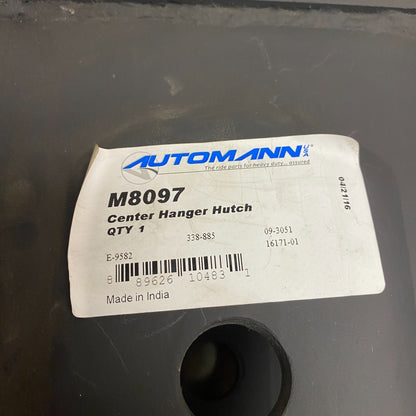 AUTOMANN INC.
The ride parts for heavy duty... assured
M8097
Center Hanger Hutch
QTY 1
338-885
09-3051
E-9582
16171-01
8 89626 10483 1
Made in India
04/21/16